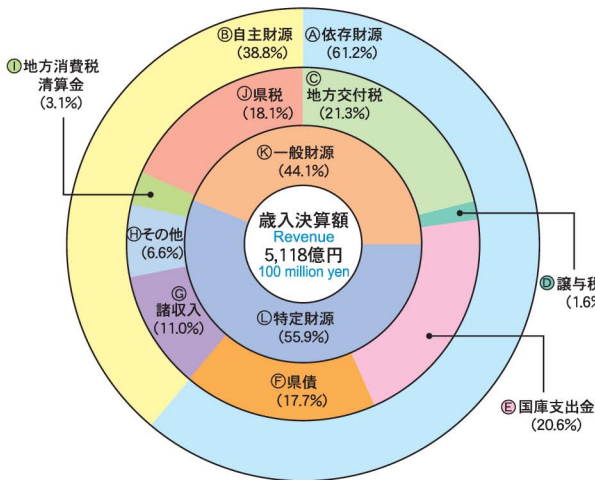 Ⓑ自主財源
(38.8%)
Ⓐ依存財源
(61.2%)
Ⓘ地方消費税
清算金
(3.1%)
Ⓙ県税
(18.1%)
Ⓒ
地方交付税
(21.3%)
Ⓚ一般財源
(44.1%)
歳入決算額
Revenue
5,118億円
100 million yen
Ⓗその他
(6.6%)
Ⓓ譲与税
(1.6%
Ⓖ
諸収入
(11.0%)
Ⓛ特定財源
(55.9%)
Ⓕ県債
(17.7%)
Ⓔ国庫支出金
(20.6%)